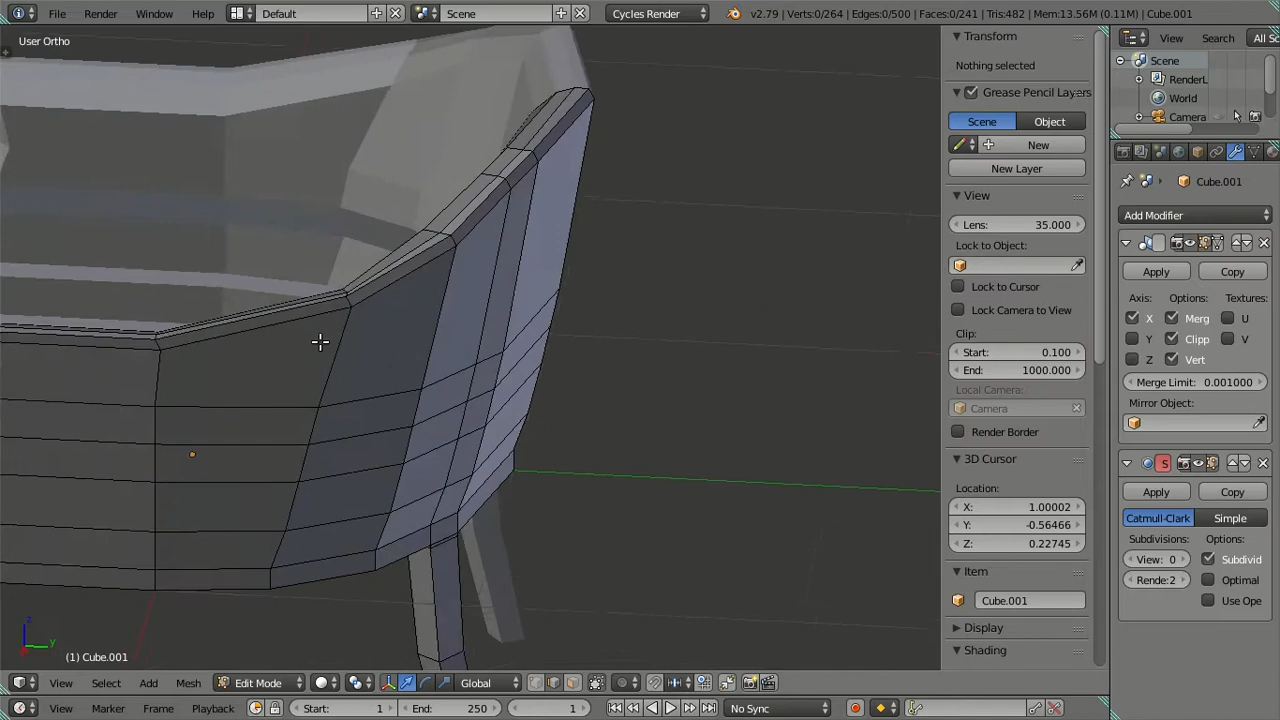 File Render Window Help Default Scene Cycles Render v2.79 | Verts:0/264 | Edges:0/500 | Faces:0/241 | Tris:482 | Mem:13.56M (0.11M) | Cube.001
User Ortho
Transform
Nothing selected
Grease Pencil Layers
Scene Object
New
New Layer
View
Lens: 35.000
Lock to Object:
Lock to Cursor
Lock Camera to View
Clip:
Start: 0.100
End: 1000.000
Local Camera:
Camera
Render Border
3D Cursor
Location:
X: 1.00002
Y: -0.56466
Z: 0.22745
Item
Cube.001
Display
Shading
View Search All Sc
Scene
RenderL
World
Camera
Cube.001
Add Modifier
Apply Copy
Axis: Options: Textures:
X Merg U
Y Clipp V
Z Vert
Merge Limit: 0.001000
Mirror Object:
S
Apply Copy
Catmull-Clark Simple
Subdivisions: Options:
View: 0 Subdivid
Rende: 2 Optimal
Use Ope
z
y
(1) Cube.001
View Select Add Mesh Edit Mode Global
View Marker Frame Playback Start: 1 End: 250 1 No Sync